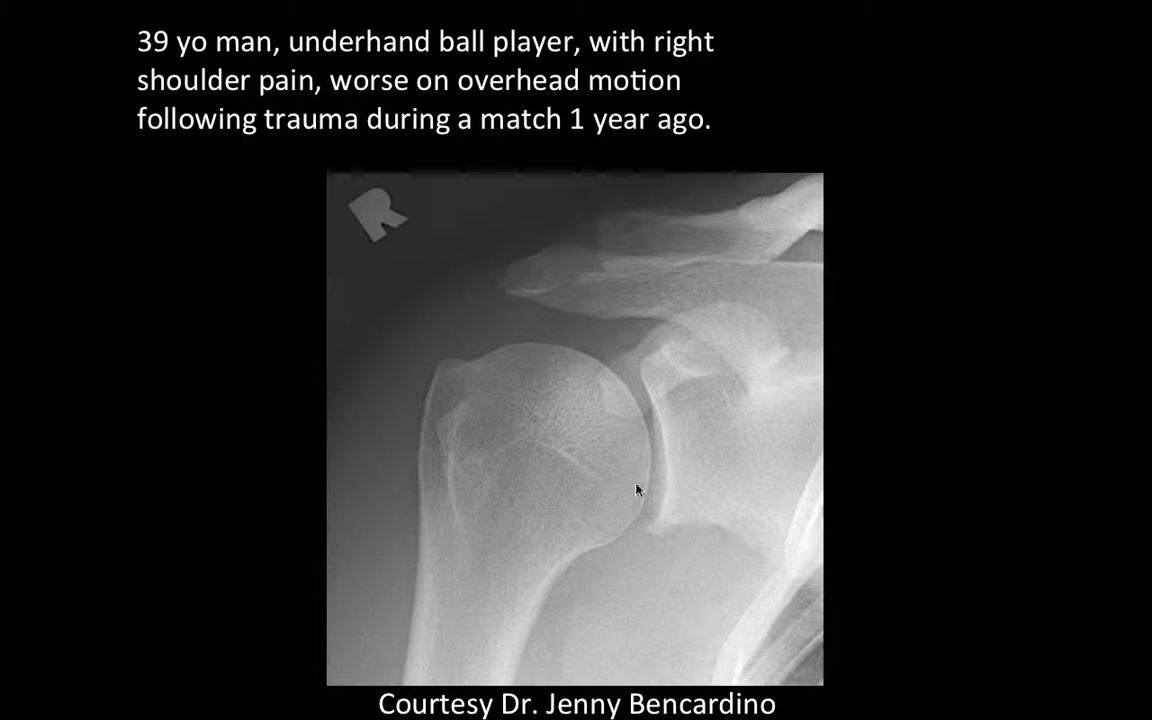 39 yo man, underhand ball player, with right
shoulder pain, worse on overhead motion
following trauma during a match 1 year ago.
R
Courtesy Dr. Jenny Bencardino